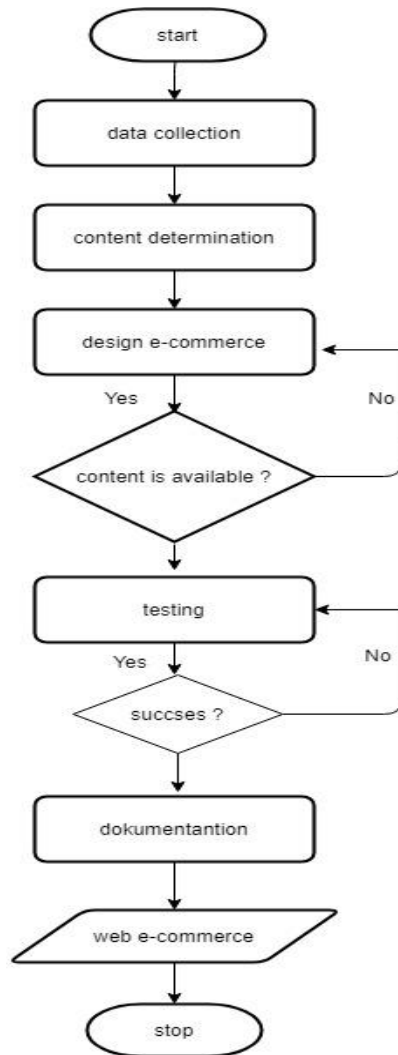 start
data collection
content determination
design e-commerce
Yes
No
content is available ?
testing
Yes
No
succses ?
dokumentantion
web e-commerce
stop